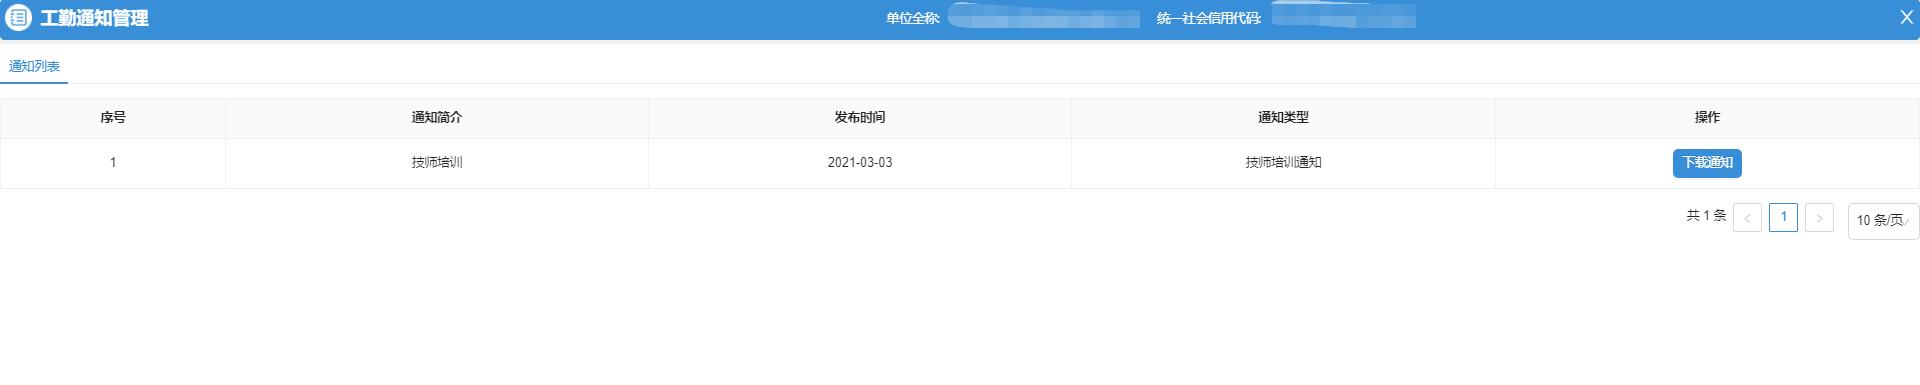 工勤通知管理 单位全称: 统一社会信用代码: X
通知列表
序号 通知简介 发布时间 通知类型 操作
1 技师培训 2021-03-03 技师培训通知 下载通知
共 1 条 < 1 > 10 条/页